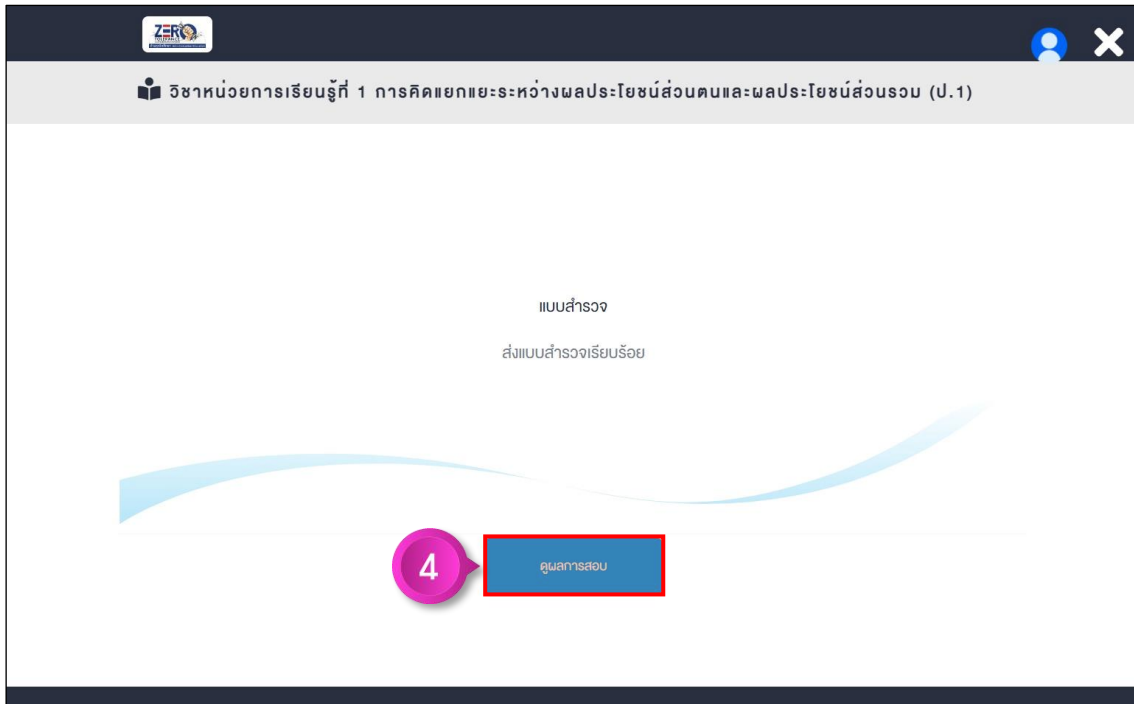 ZERO
วิชาหน่วยการเรียนรู้ที่ 1 การคิดแยกแยะระหว่างผลประโยชน์ส่วนตนและผลประโยชน์ส่วนรวม (ป.1)
แบบสำรวจ
ส่งแบบสำรวจเรียบร้อย
4
ดูผลการสอบ